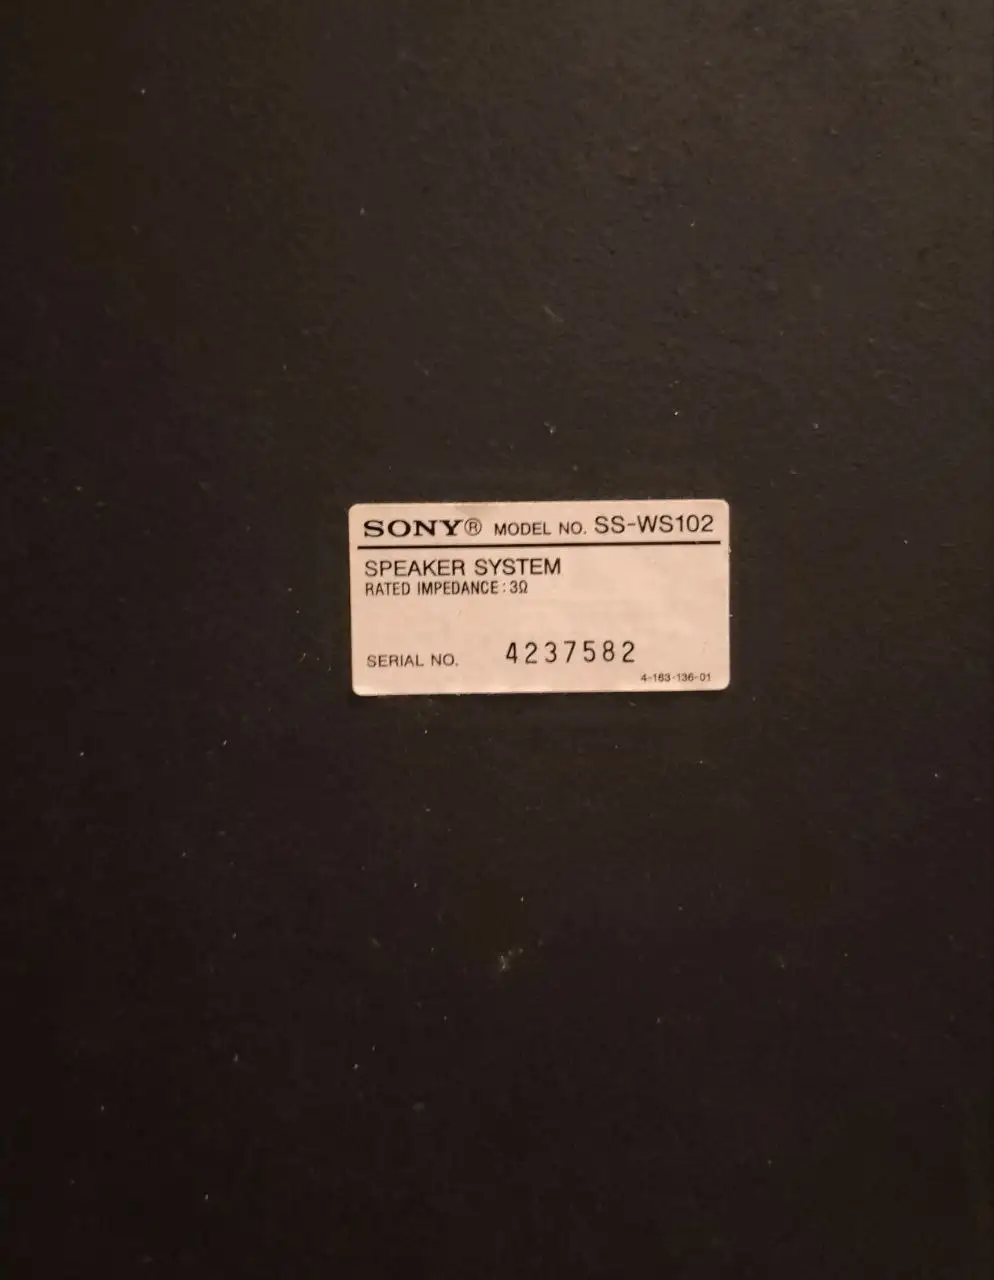 SONY® MODEL NO. SS-WS102
SPEAKER SYSTEM
RATED IMPEDANCE : 3Ω
SERIAL NO. 4237582
4-163-136-01